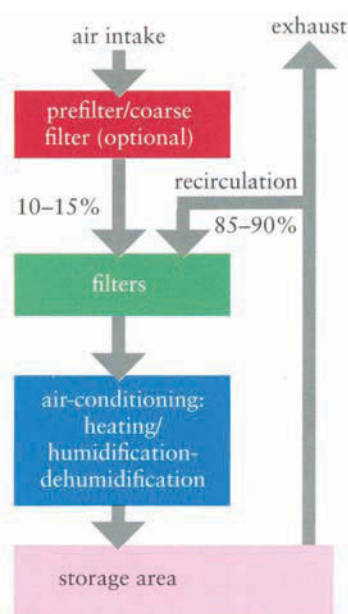 air intake
exhaust
prefilter/coarse
filter (optional)
recirculation
10–15%
85–90%
filters
air-conditioning:
heating/
humidification-
dehumidification
storage area